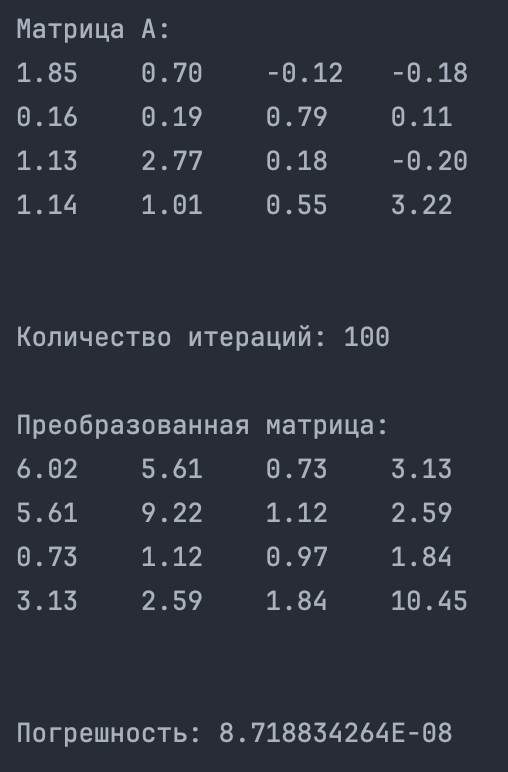 Матрица A:
1.85 0.70 -0.12 -0.18
0.16 0.19 0.79 0.11
1.13 2.77 0.18 -0.20
1.14 1.01 0.55 3.22
Количество итераций: 100
Преобразованная матрица:
6.02 5.61 0.73 3.13
5.61 9.22 1.12 2.59
0.73 1.12 0.97 1.84
3.13 2.59 1.84 10.45
Погрешность: 8.718834264E-08